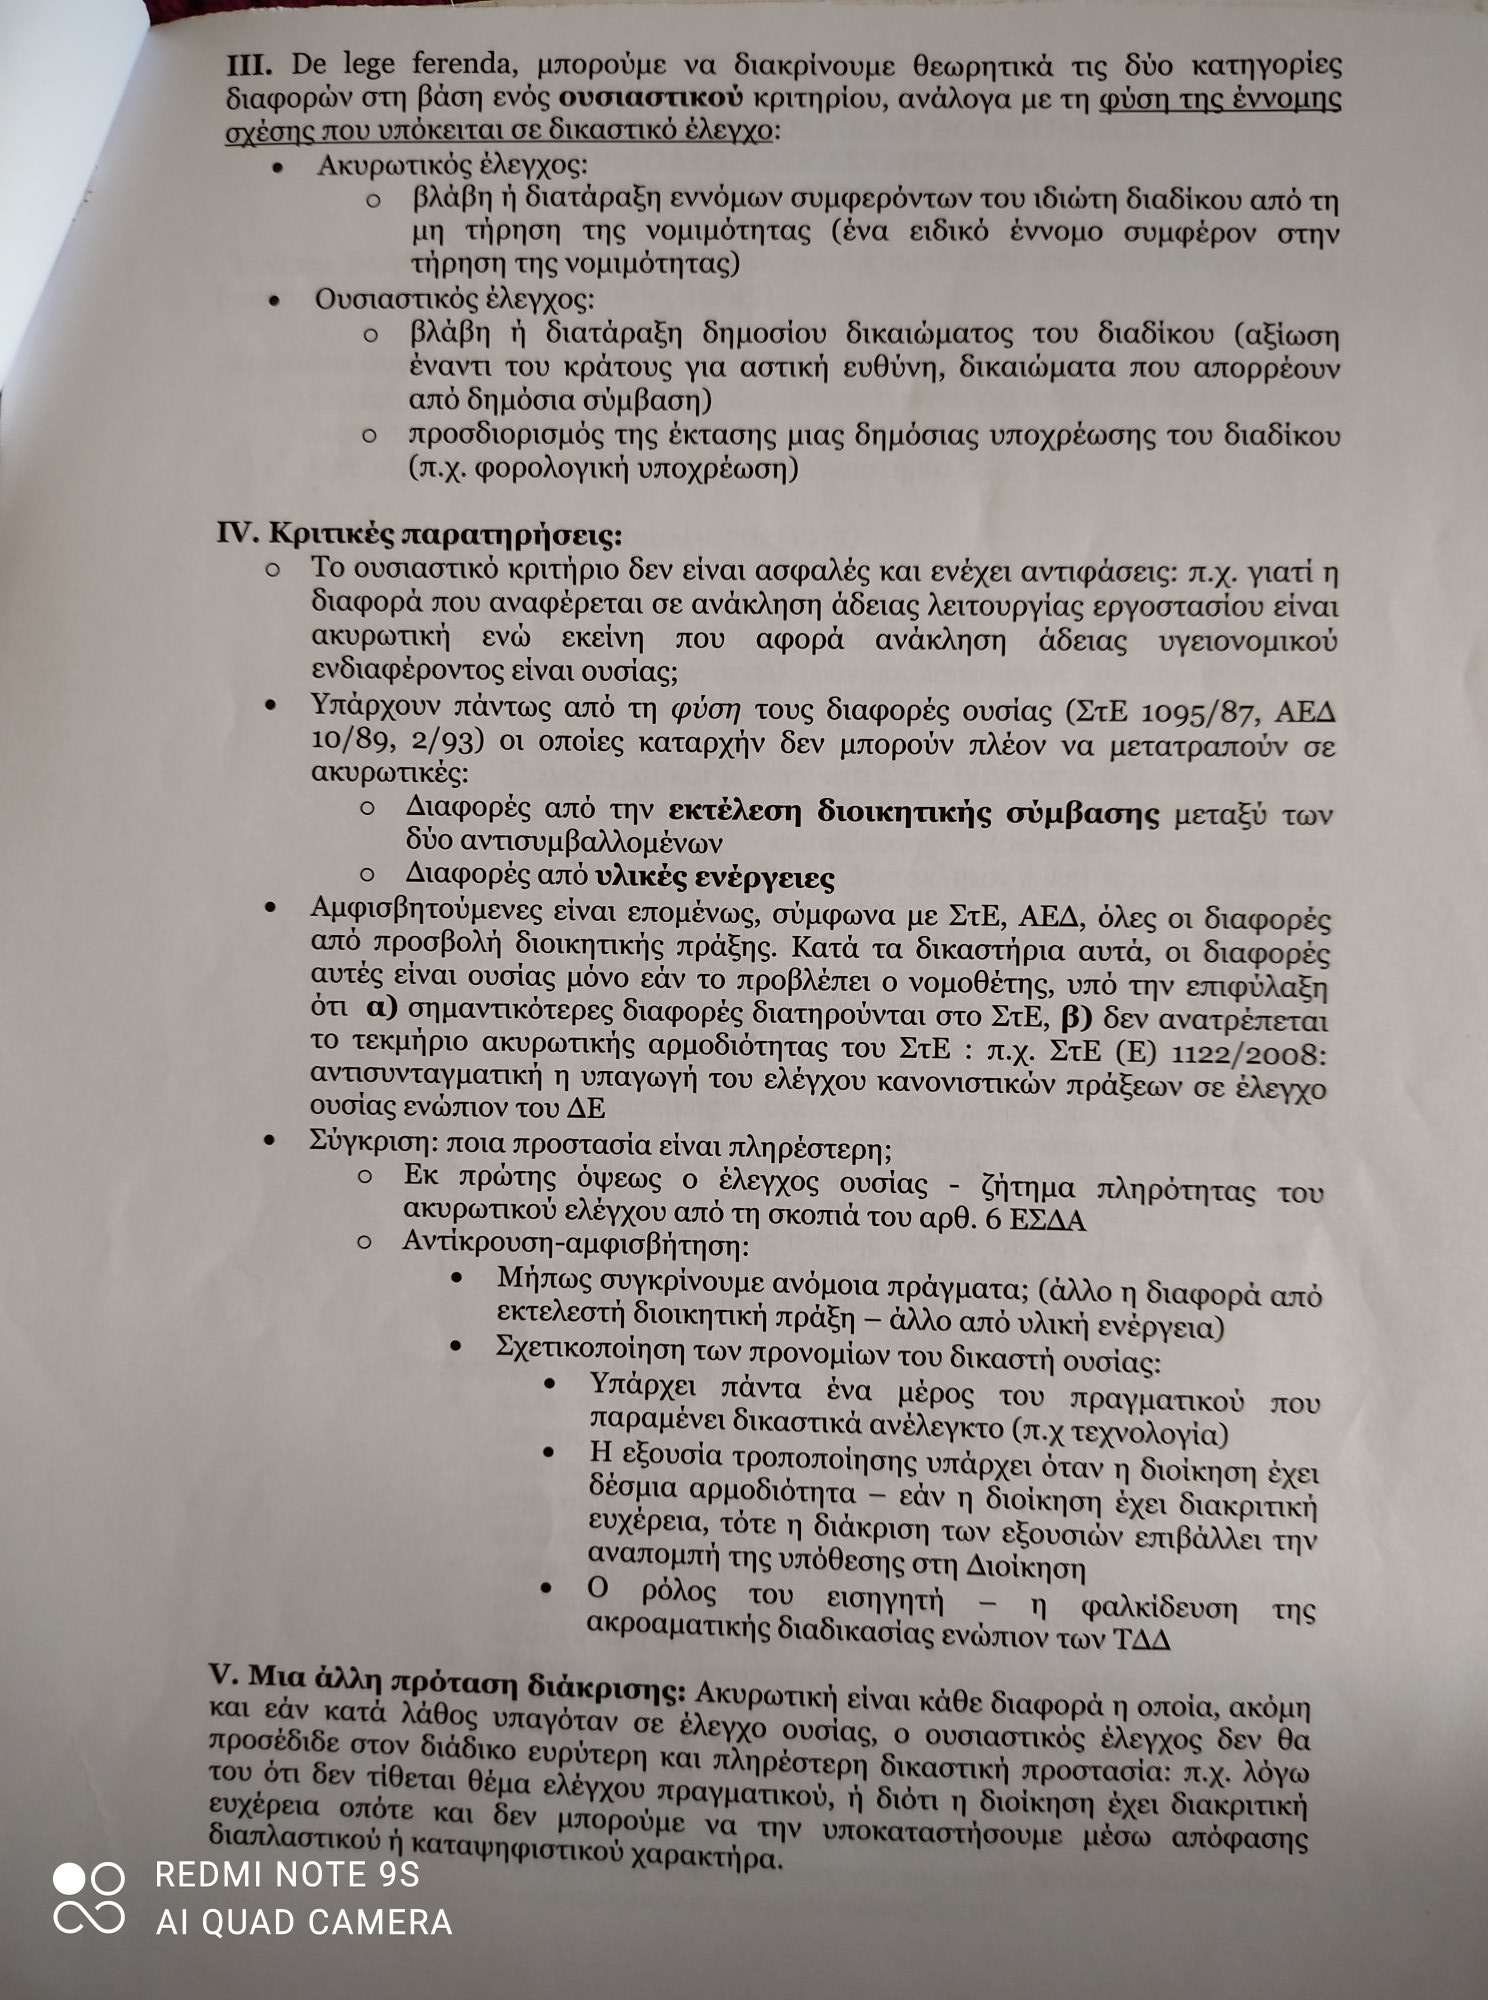 III. De lege ferenda, μπορούμε να διακρίνουμε θεωρητικά τις δύο κατηγορίες
διαφορών στη βάση ενός ουσιαστικού κριτηρίου, ανάλογα με τη φύση της έννομης
σχέσης που υπόκειται σε δικαστικό έλεγχο:
• Ακυρωτικός έλεγχος:
o βλάβη ή διατάραξη εννόμων συμφερόντων του ιδιώτη διαδίκου από τη
μη τήρηση της νομιμότητας (ένα ειδικό έννομο συμφέρον στην
τήρηση της νομιμότητας)
• Ουσιαστικός έλεγχος:
o βλάβη ή διατάραξη δημοσίου δικαιώματος του διαδίκου (αξίωση
έναντι του κράτους για αστική ευθύνη, δικαιώματα που απορρέουν
από δημόσια σύμβαση)
o προσδιορισμός της έκτασης μιας δημόσιας υποχρέωσης του διαδίκου
(π.χ. φορολογική υποχρέωση)
IV. Κριτικές παρατηρήσεις:
o Το ουσιαστικό κριτήριο δεν είναι ασφαλές και ενέχει αντιφάσεις: π.χ. γιατί η
διαφορά που αναφέρεται σε ανάκληση άδειας λειτουργίας εργοστασίου είναι
ακυρωτική ενώ εκείνη που αφορά ανάκληση άδειας υγειονομικού
ενδιαφέροντος είναι ουσίας;
• Υπάρχουν πάντως από τη φύση τους διαφορές ουσίας (ΣτΕ 1095/87, ΑΕΔ
10/89, 2/93) οι οποίες καταρχήν δεν μπορούν πλέον να μετατραπούν σε
ακυρωτικές:
o Διαφορές από την εκτέλεση διοικητικής σύμβασης μεταξύ των
δύο αντισυμβαλλομένων
o Διαφορές από υλικές ενέργειες
• Αμφισβητούμενες είναι επομένως, σύμφωνα με ΣτΕ, ΑΕΔ, όλες οι διαφορές
από προσβολή διοικητικής πράξης. Κατά τα δικαστήρια αυτά, οι διαφορές
αυτές είναι ουσίας μόνο εάν το προβλέπει ο νομοθέτης, υπό την επιφύλαξη
ότι α) σημαντικότερες διαφορές διατηρούνται στο ΣτΕ, β) δεν ανατρέπεται
το τεκμήριο ακυρωτικής αρμοδιότητας του ΣτΕ : π.χ. ΣτΕ (Ε) 1122/2008:
αντισυνταγματική η υπαγωγή του ελέγχου κανονιστικών πράξεων σε έλεγχο
ουσίας ενώπιον του ΔΕ
• Σύγκριση: ποια προστασία είναι πληρέστερη;
o Εκ πρώτης όψεως ο έλεγχος ουσίας - ζήτημα πληρότητας του
ακυρωτικού ελέγχου από τη σκοπιά του αρθ. 6 ΕΣΔΑ
o Αντίκρουση-αμφισβήτηση:
• Μήπως συγκρίνουμε ανόμοια πράγματα; (άλλο η διαφορά από
εκτελεστή διοικητική πράξη – άλλο από υλική ενέργεια)
• Σχετικοποίηση των προνομίων του δικαστή ουσίας:
• Υπάρχει πάντα ένα μέρος του πραγματικού που
παραμένει δικαστικά ανέλεγκτο (π.χ τεχνολογία)
• Η εξουσία τροποποίησης υπάρχει όταν η διοίκηση έχει
δέσμια αρμοδιότητα – εάν η διοίκηση έχει διακριτική
ευχέρεια, τότε η διάκριση των εξουσιών επιβάλλει την
αναπομπή της υπόθεσης στη Διοίκηση
• Ο ρόλος του εισηγητή – η φαλκίδευση της
ακροαματικής διαδικασίας ενώπιον των ΤΔΔ
V. Μια άλλη πρόταση διάκρισης: Ακυρωτική είναι κάθε διαφορά η οποία, ακόμη
και εάν κατά λάθος υπαγόταν σε έλεγχο ουσίας, ο ουσιαστικός έλεγχος δεν θα
προσέδιδε στον διάδικο ευρύτερη και πληρέστερη δικαστική προστασία: π.χ. λόγω
του ότι δεν τίθεται θέμα ελέγχου πραγματικού, ή διότι η διοίκηση έχει διακριτική
ευχέρεια οπότε και δεν μπορούμε να την υποκαταστήσουμε μέσω απόφασης
διαπλαστικού ή καταψηφιστικού χαρακτήρα.
REDMI NOTE 9S
AI QUAD CAMERA